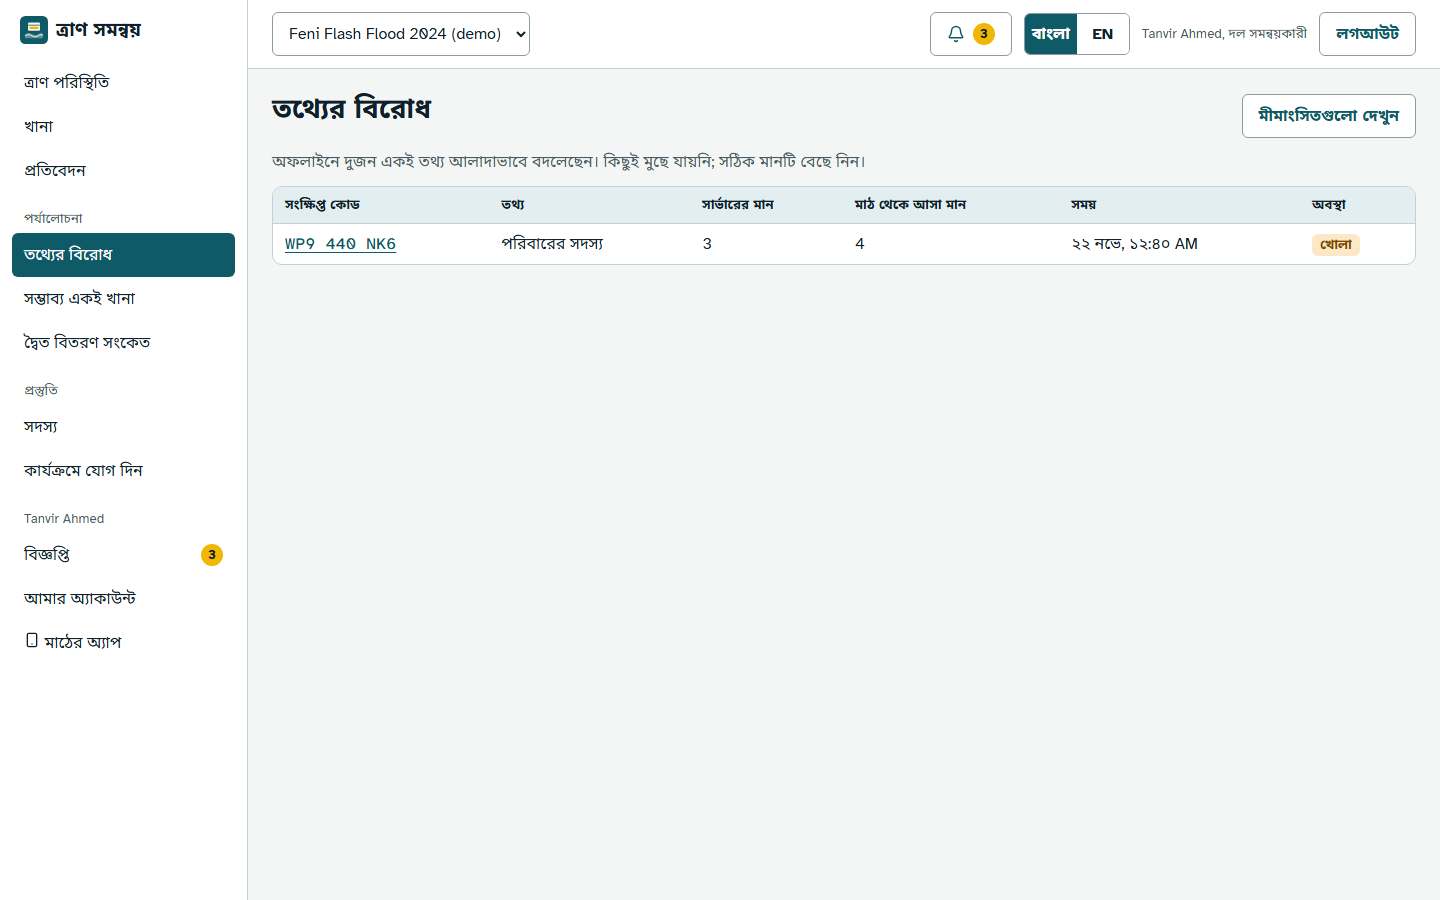 ত্রাণ সমন্বয়
Feni Flash Flood 2024 (demo)
3
বাংলা EN
Tanvir Ahmed, দল সমন্বয়কারী
লগআউট
ত্রাণ পরিস্থিতি
খানা
প্রতিবেদন
পর্যালোচনা
তথ্যের বিরোধ
সম্ভাব্য একই খানা
দ্বৈত বিতরণ সংকেত
প্রস্তুতি
সদস্য
কার্যক্রমে যোগ দিন
Tanvir Ahmed
বিজ্ঞপ্তি 3
আমার অ্যাকাউন্ট
মাঠের অ্যাপ
তথ্যের বিরোধ
মীমাংসিতগুলো দেখুন
অফলাইনে দুজন একই তথ্য আলাদাভাবে বদলেছেন। কিছুই মুছে যায়নি; সঠিক মানটি বেছে নিন।
সংক্ষিপ্ত কোড তথ্য সার্ভারের মান মাঠ থেকে আসা মান সময় অবস্থা
WP9 440 NK6 পরিবারের সদস্য 3 4 ২২ নভে, ১২:৪০ AM খোলা